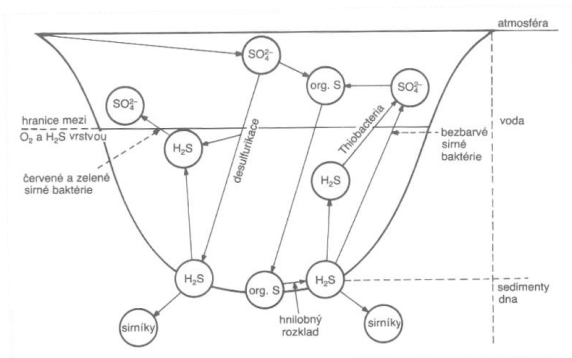 atmosféra
SO₄²⁻
org. S
SO₄²⁻
SO₄²⁻
hranice mezi
O₂ a H₂S vrstvou
voda
H₂S
desulfurikace
Thiobacteria
bezbarvé
sirné
baktérie
červené a zelené
sirné baktérie
H₂S
H₂S
org. S
H₂S
sedimenty
dna
hnilobný
rozklad
sirníky
sirníky